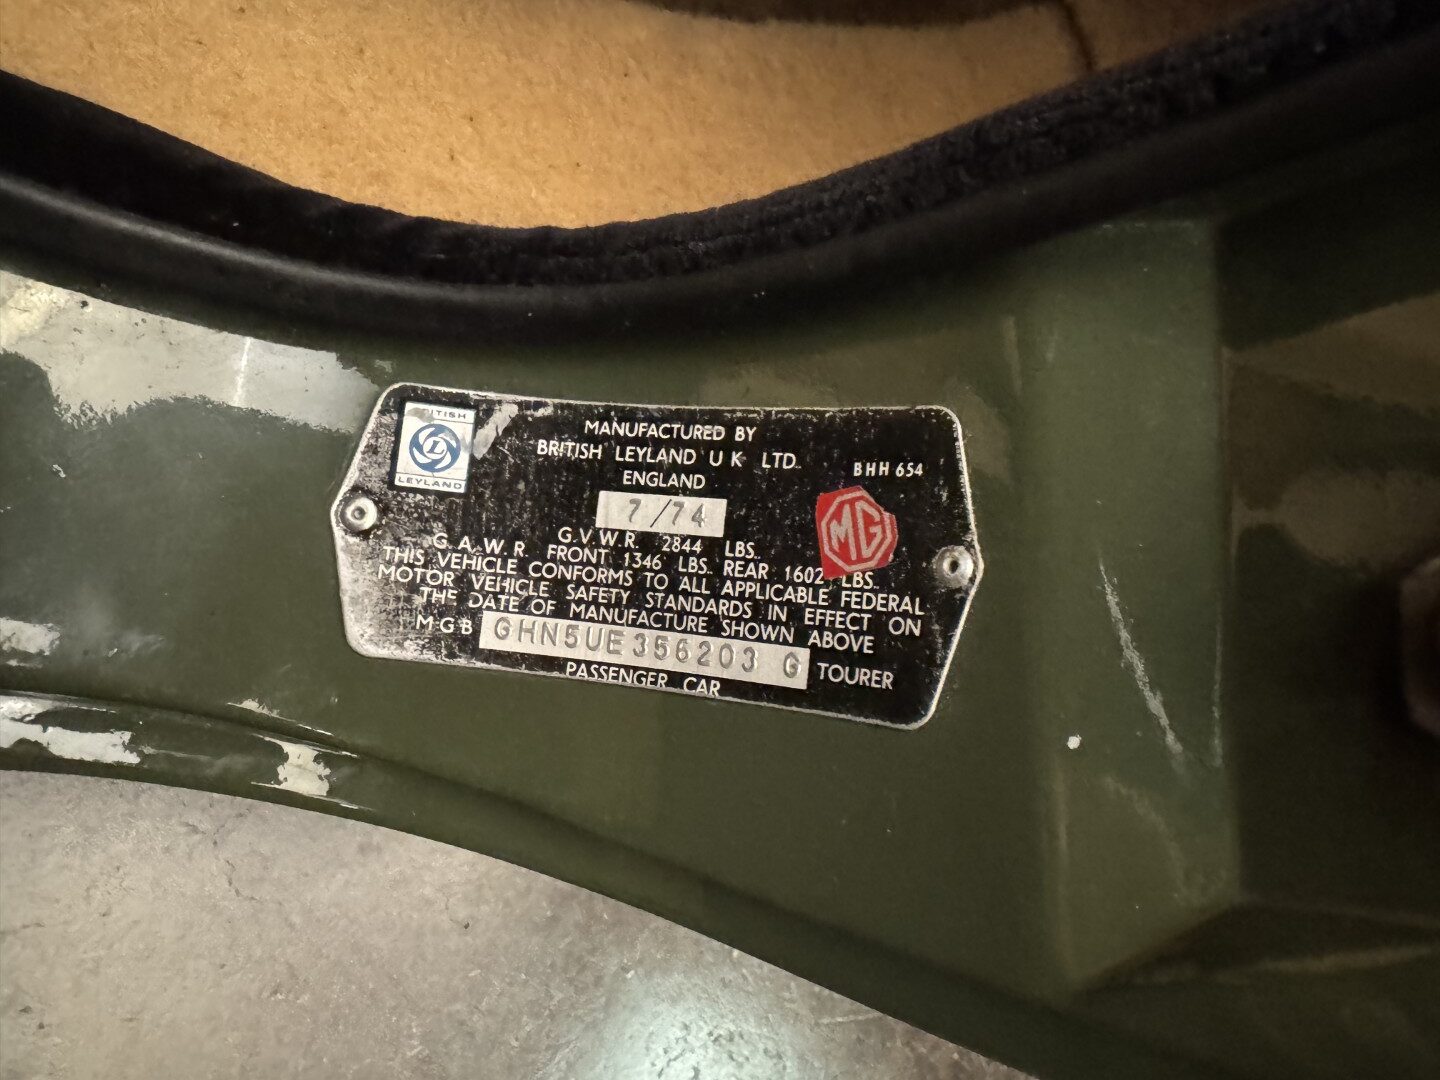 BRITISH
L
LEYLAND
MANUFACTURED BY
BRITISH LEYLAND U K LTD.
ENGLAND
BHH 654
7/74
MG
G.V.W.R. 2844 LBS.
G.A.W.R. FRONT 1346 LBS. REAR 1602 LBS.
THIS VEHICLE CONFORMS TO ALL APPLICABLE FEDERAL
MOTOR VEHICLE SAFETY STANDARDS IN EFFECT ON
THE DATE OF MANUFACTURE SHOWN ABOVE
MGB GHN5UE356203 G TOURER
PASSENGER CAR